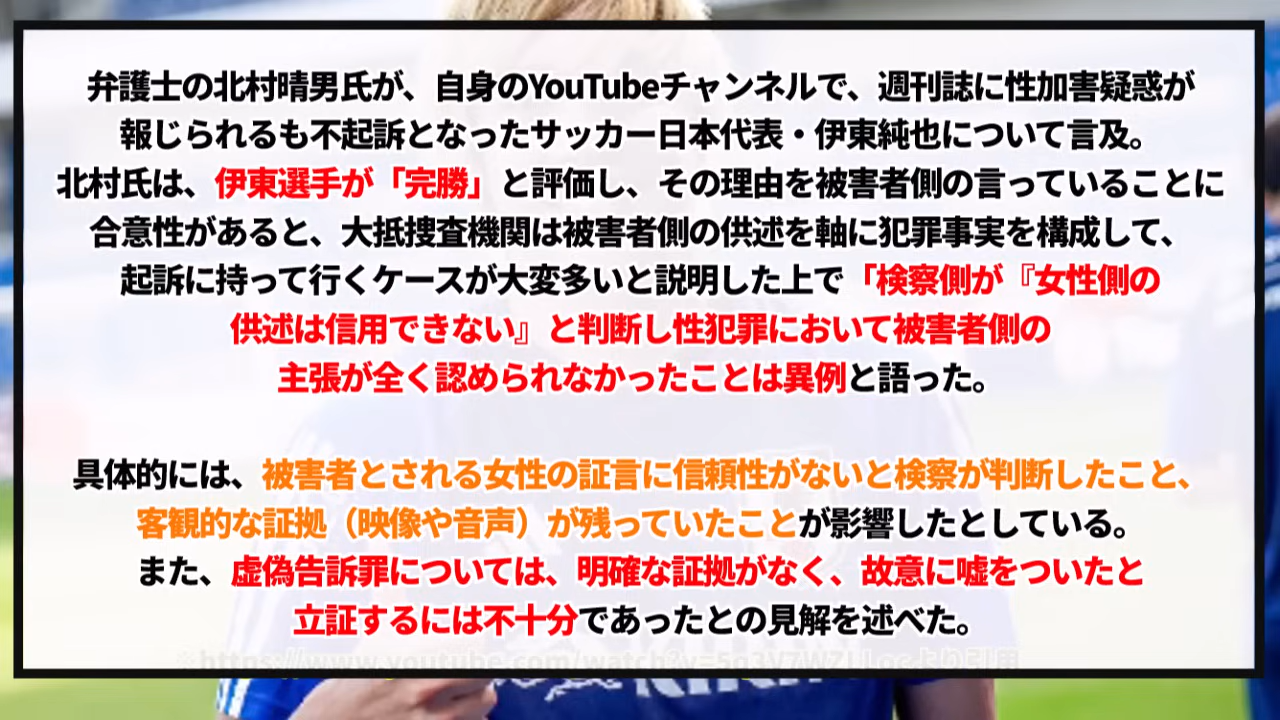 弁護士の北村晴男氏が、自身のYouTubeチャンネルで、週刊誌に性加害疑惑が
報じられるも不起訴となったサッカー日本代表・伊東純也について言及。
北村氏は、伊東選手が「完勝」と評価し、その理由を被害者側の言っていることに
合意性があると、大抵捜査機関は被害者側の供述を軸に犯罪事実を構成して、
起訴に持って行くケースが大変多いと説明した上で「検察側が『女性側の
供述は信用できない』と判断し性犯罪において被害者側の
主張が全く認められなかったことは異例と語った。
具体的には、被害者とされる女性の証言に信頼性がないと検察が判断したこと、
客観的な証拠（映像や音声）が残っていたことが影響したとしている。
また、虚偽告訴罪については、明確な証拠がなく、故意に嘘をついたと
立証するには不十分であったとの見解を述べた。